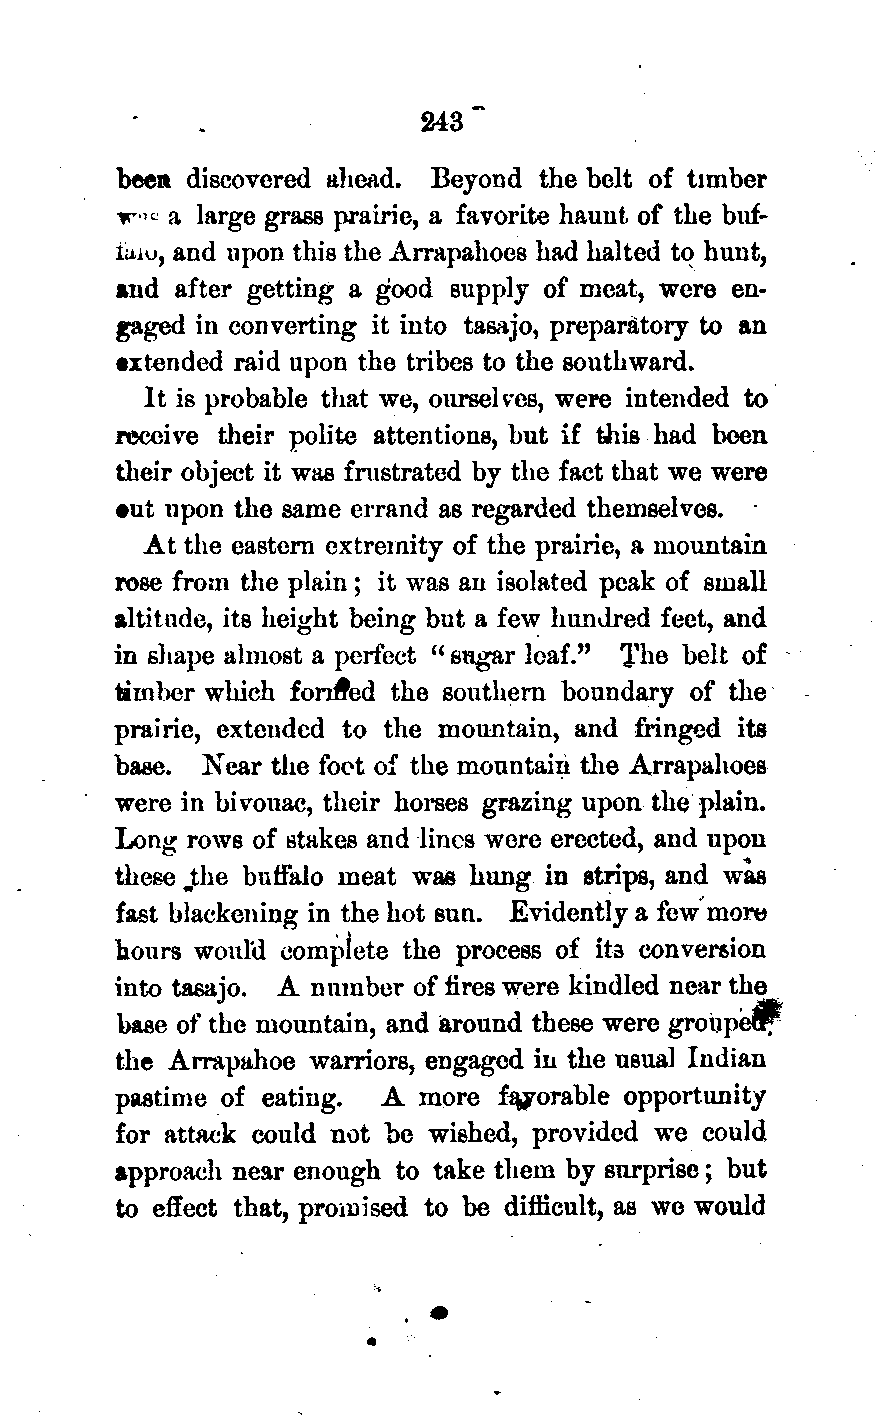 243
been discovered ahead. Beyond the belt of timber
was a large grass prairie, a favorite haunt of the buf-
falo, and upon this the Arrapahoes had halted to hunt,
and after getting a good supply of meat, were en-
gaged in converting it into tasajo, preparatory to an
extended raid upon the tribes to the southward.
It is probable that we, ourselves, were intended to
receive their polite attentions, but if this had been
their object it was frustrated by the fact that we were
out upon the same errand as regarded themselves.
At the eastern extremity of the prairie, a mountain
rose from the plain; it was an isolated peak of small
altitude, its height being but a few hundred feet, and
in shape almost a perfect "sugar loaf." The belt of
timber which formed the southern boundary of the
prairie, extended to the mountain, and fringed its
base. Near the foot of the mountain the Arrapahoes
were in bivouac, their horses grazing upon the plain.
Long rows of stakes and lines were erected, and upon
these the buffalo meat was hung in strips, and was
fast blackening in the hot sun. Evidently a few more
hours would complete the process of its conversion
into tasajo. A number of fires were kindled near the
base of the mountain, and around these were grouped
the Arrapahoe warriors, engaged in the usual Indian
pastime of eating. A more favorable opportunity
for attack could not be wished, provided we could
approach near enough to take them by surprise; but
to effect that, promised to be difficult, as we would